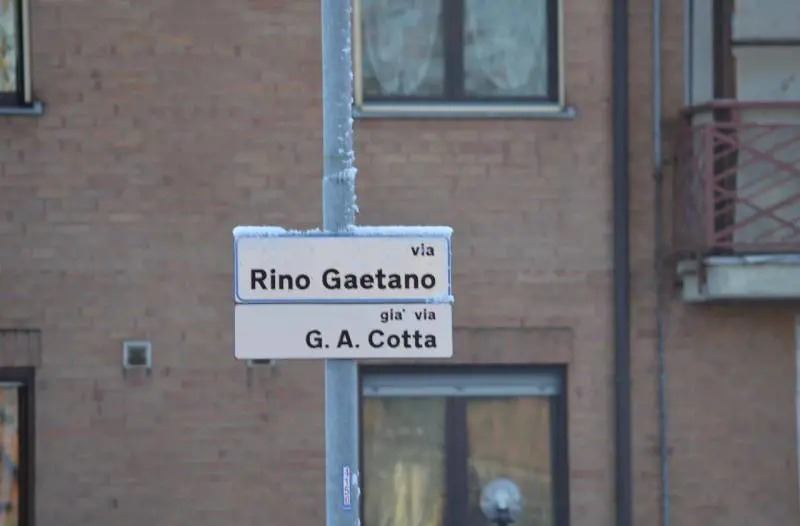 via
Rino Gaetano
gia' via
G. A. Cotta